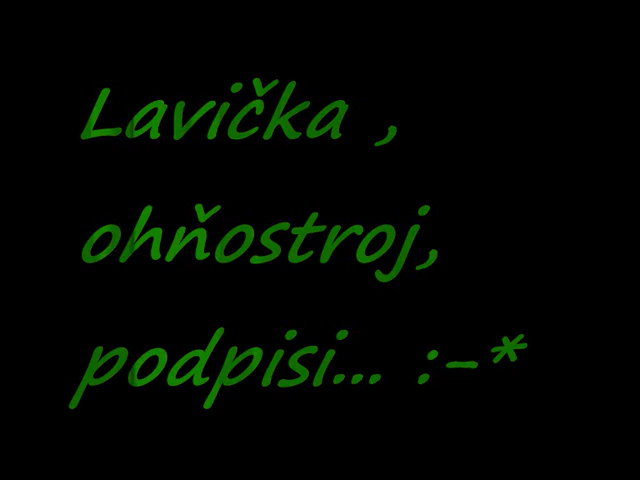 Lavička ,
ohňostroj,
podpisi... :-*